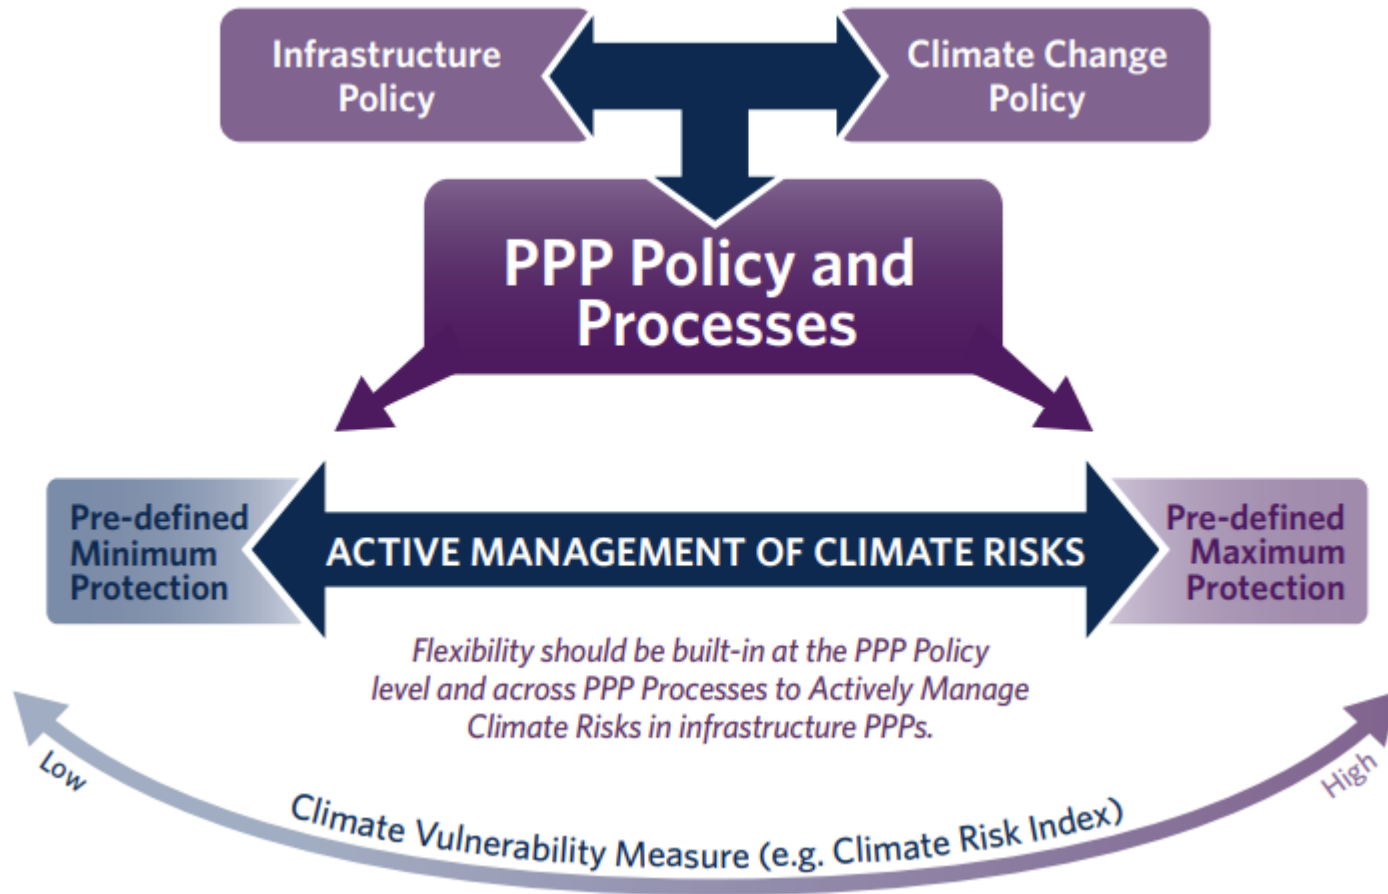 Infrastructure
Policy
Climate Change
Policy
PPP Policy and
Processes
Pre-defined
Minimum
Protection
ACTIVE MANAGEMENT OF CLIMATE RISKS
Pre-defined
Maximum
Protection
Flexibility should be built-in at the PPP Policy
level and across PPP Processes to Actively Manage
Climate Risks in infrastructure PPPs.
Low
Climate Vulnerability Measure (e.g. Climate Risk Index)
High